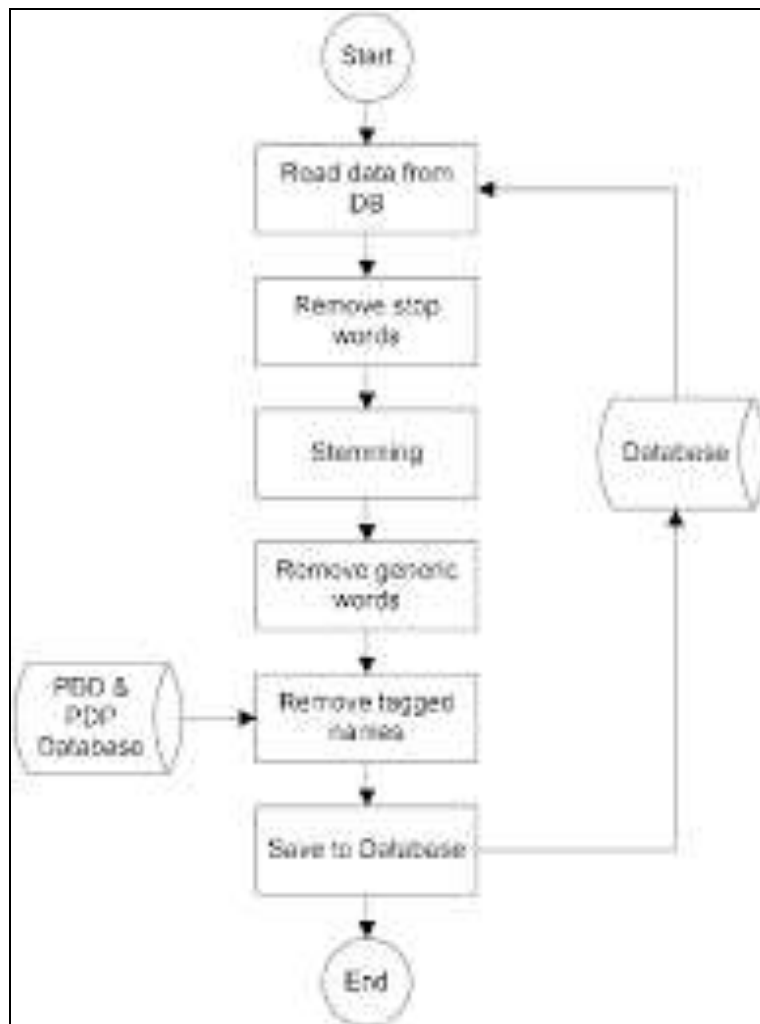 Start
Read data from
DB
Remove stop
words
Stemming
Database
Remove generic
words
PDD &
PDP
Database
Remove tagged
names
Save to Database
End